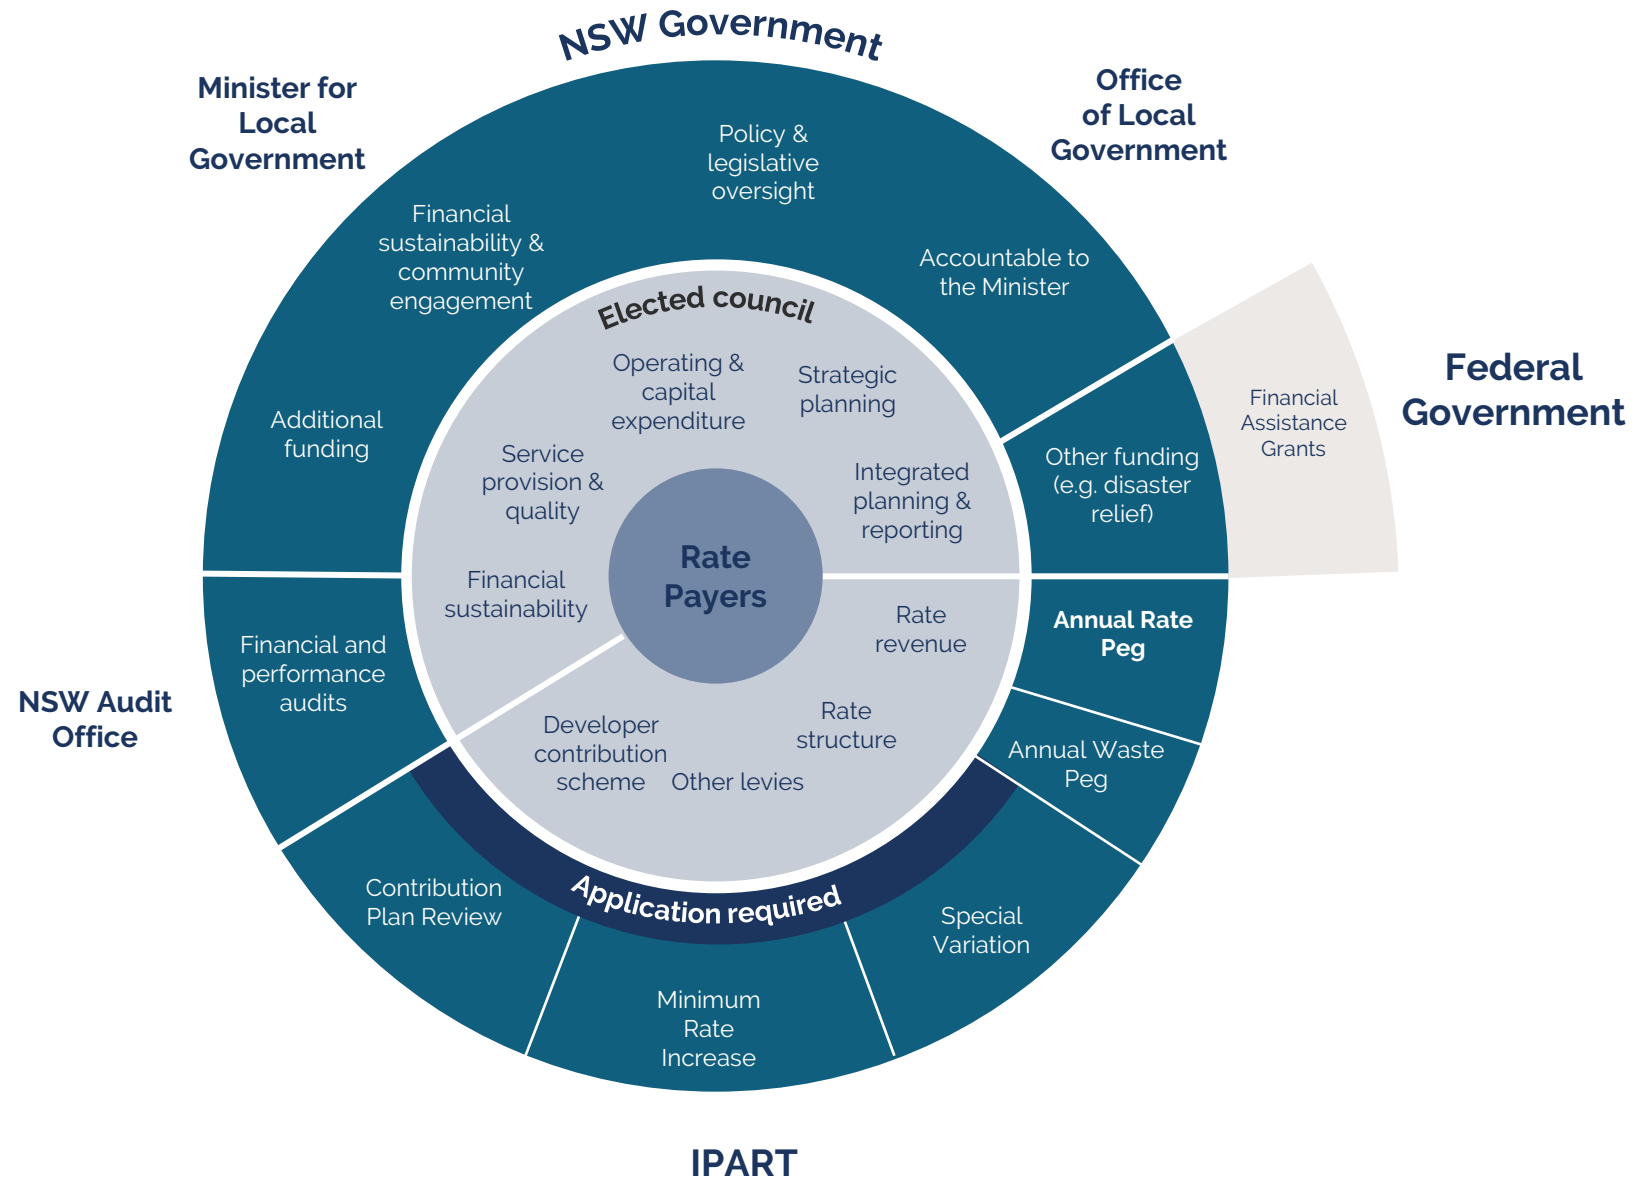 NSW Government
Minister for
Local
Government
Office
of Local
Government
Policy &
legislative
oversight
Financial
sustainability &
community
engagement
Accountable to
the Minister
Additional
funding
Elected council
Operating &
capital
expenditure
Strategic
planning
Service
provision &
quality
Integrated
planning &
reporting
Financial
sustainability
Rate
Payers
Other funding
(e.g. disaster
relief)
Financial
Assistance
Grants
Federal
Government
Rate
revenue
Rate
structure
Developer
contribution
scheme
Other levies
Annual Rate
Peg
Annual Waste
Peg
Financial and
performance
audits
NSW Audit
Office
Application required
Contribution
Plan Review
Minimum
Rate
Increase
Special
Variation
IPART